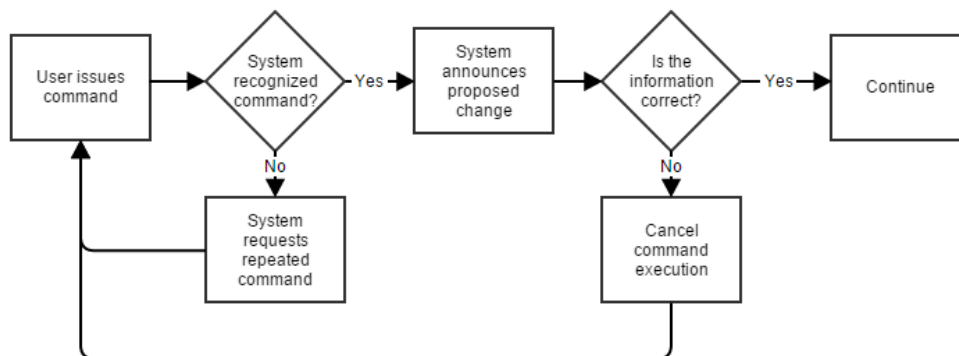 User issues
command
System
recognized
command?
Yes
System
announces
proposed
change
Is the
information
correct?
Yes
Continue
No
System
requests
repeated
command
No
Cancel
command
execution